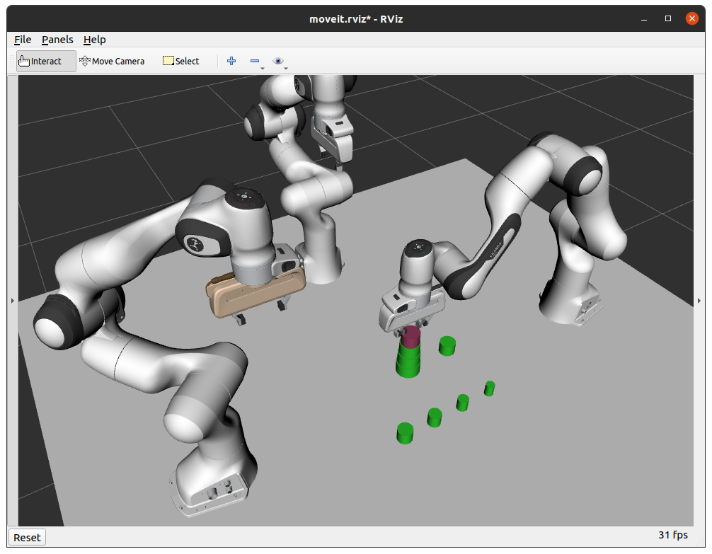 moveit.rviz* - RViz
File Panels Help
Interact Move Camera Select
Reset 31 fps